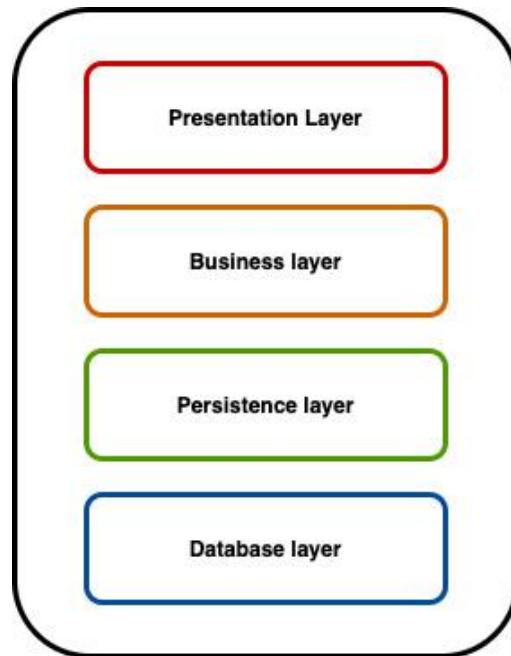 Presentation Layer
Business layer
Persistence layer
Database layer